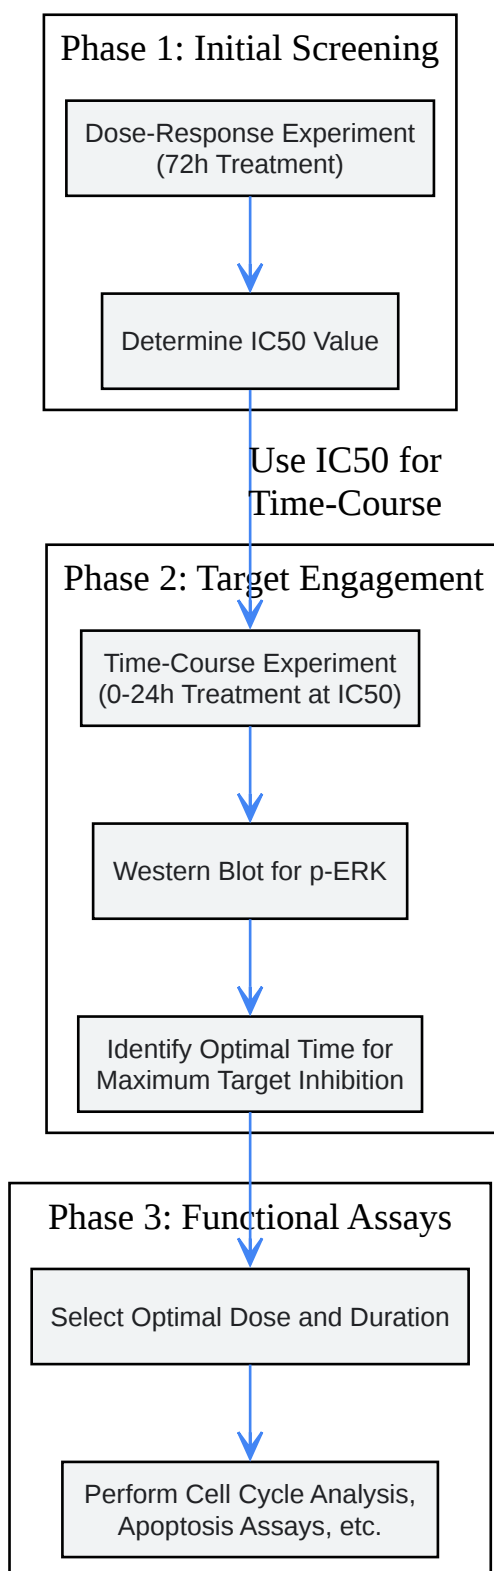 Phase 1: Initial Screening
Dose-Response Experiment
(72h Treatment)
Determine IC50 Value
Use IC50 for
Time-Course
Phase 2: Target Engagement
Time-Course Experiment
(0-24h Treatment at IC50)
Western Blot for p-ERK
Identify Optimal Time for
Maximum Target Inhibition
Phase 3: Functional Assays
Select Optimal Dose and Duration
Perform Cell Cycle Analysis,
Apoptosis Assays, etc.